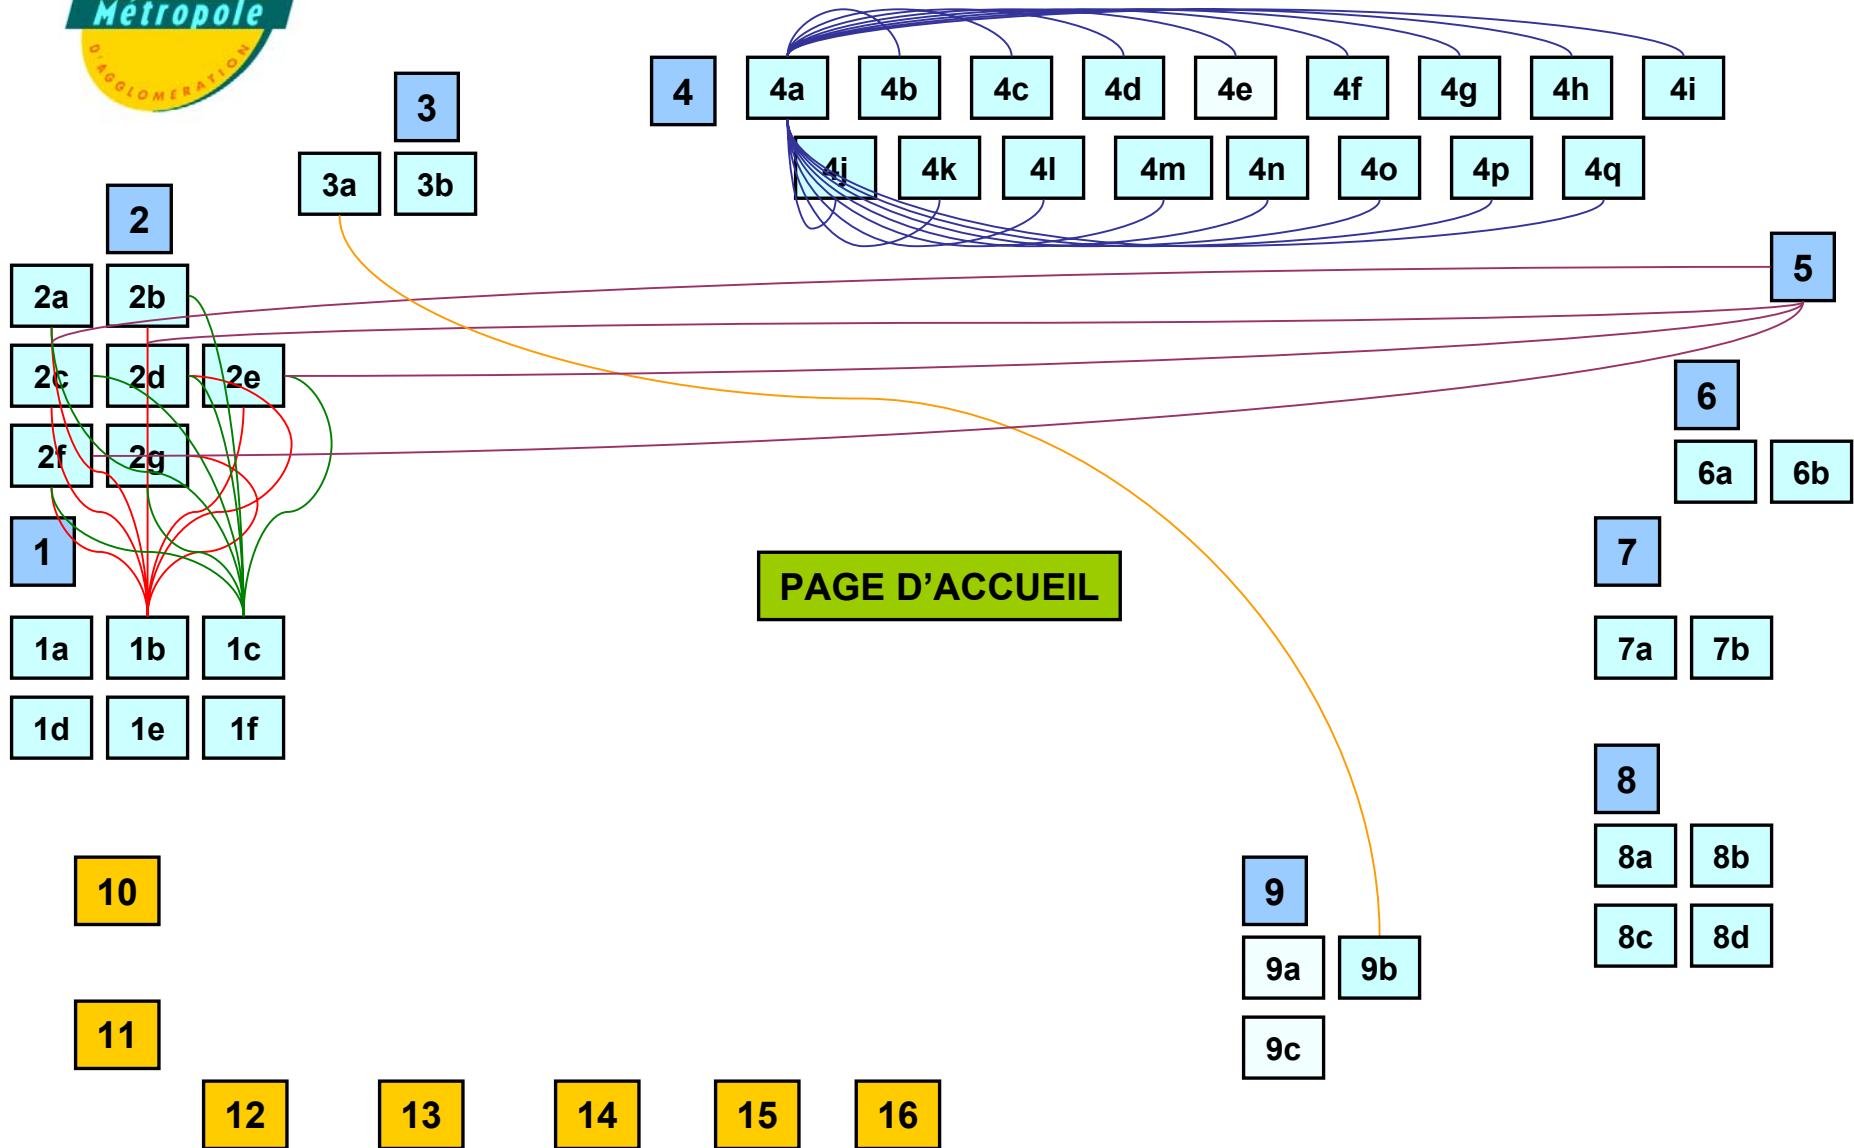 Métropole
D'AGGLOMÉRATION
3
4
4a 4b 4c 4d 4e 4f 4g 4h 4i
4j 4k 4l 4m 4n 4o 4p 4q
3a 3b
2
5
2a 2b
2c 2d 2e
6
2f 2g
6a 6b
1
7
PAGE D’ACCUEIL
1a 1b 1c
7a 7b
1d 1e 1f
8
8a 8b
10
9
8c 8d
9a 9b
11
9c
12 13 14 15 16